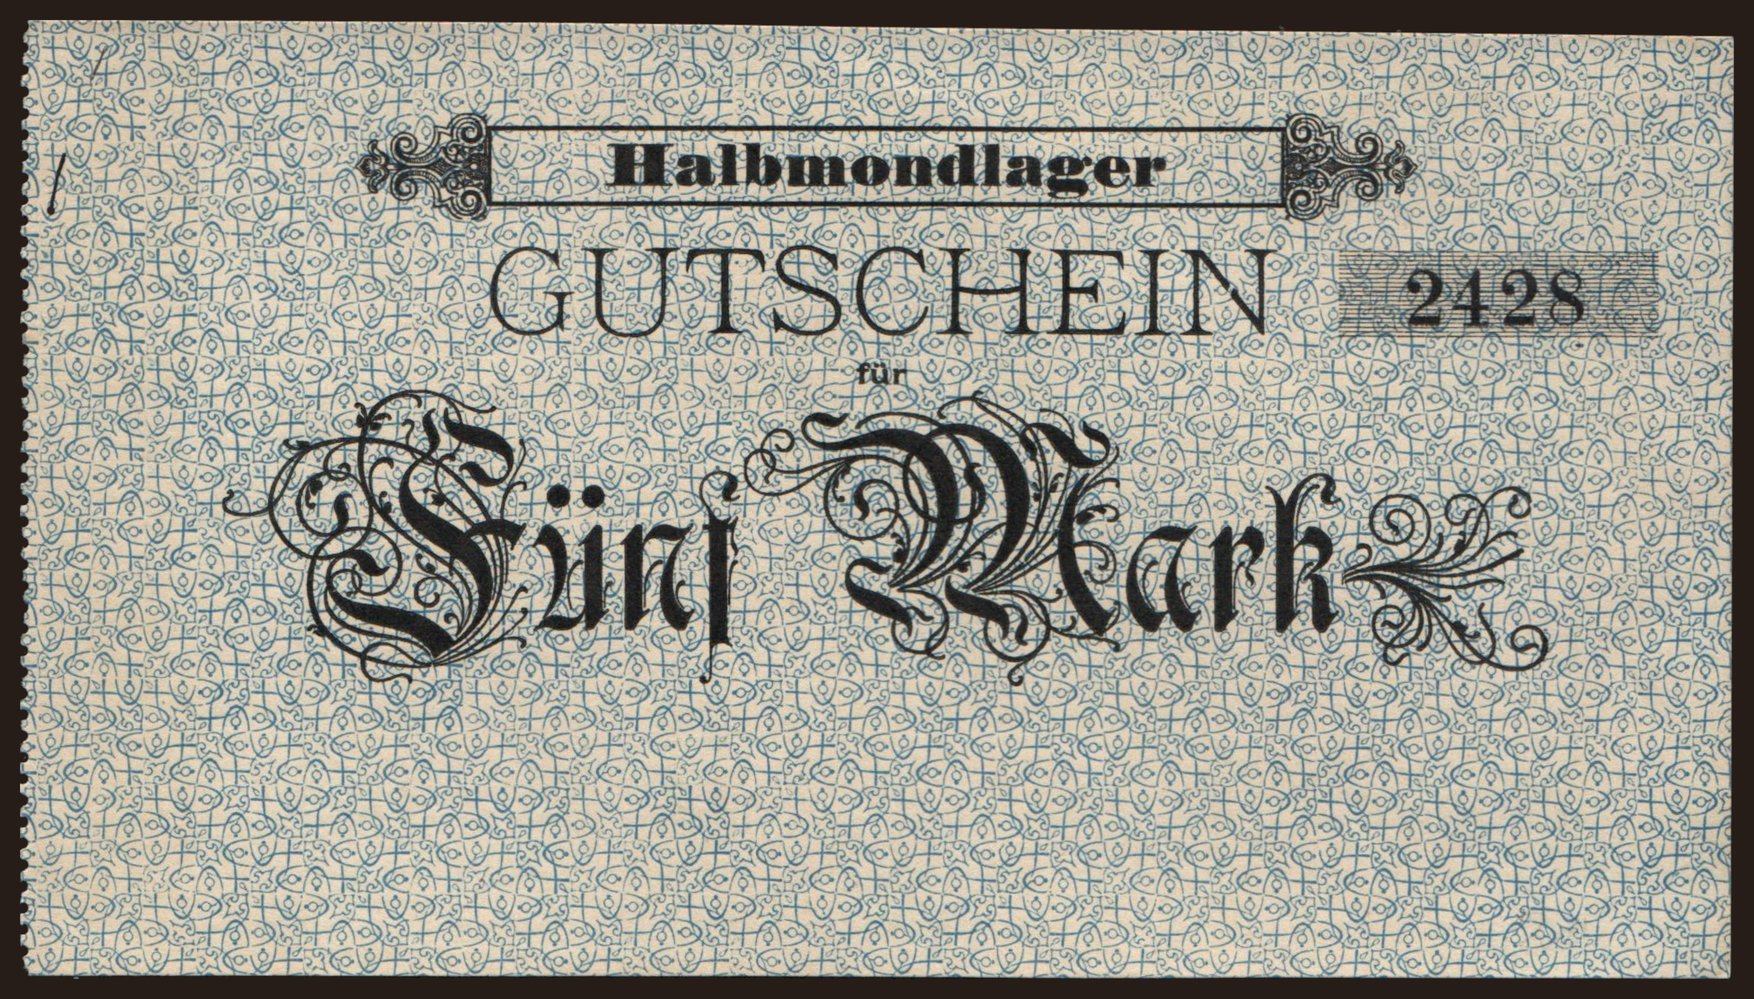 Halbmondlager
GUTSCHEIN
2428
für
Fünf Mark